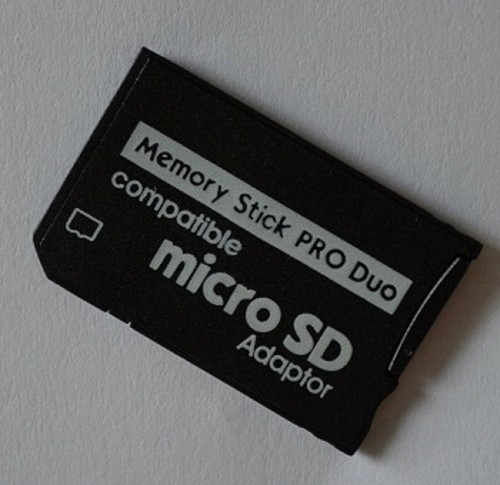 Memory Stick PRO Duo
compatible
micro SD
Adaptor